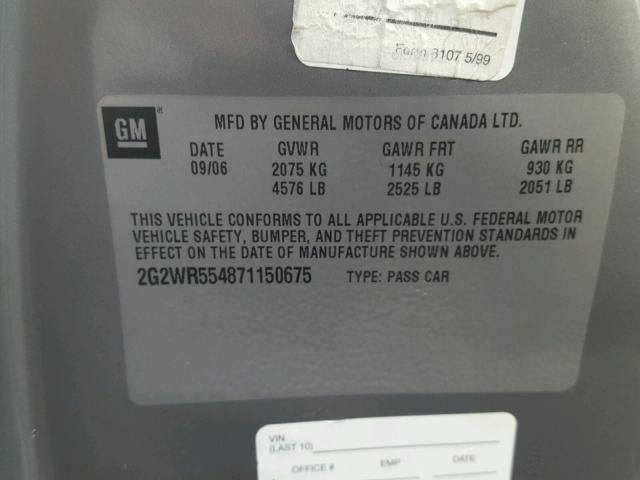 Form 8107 5/99
GM ®
MFD BY GENERAL MOTORS OF CANADA LTD.
DATE GVWR GAWR FRT GAWR RR
09/06 2075 KG 1145 KG 930 KG
4576 LB 2525 LB 2051 LB
THIS VEHICLE CONFORMS TO ALL APPLICABLE U.S. FEDERAL MOTOR
VEHICLE SAFETY, BUMPER, AND THEFT PREVENTION STANDARDS IN
EFFECT ON THE DATE OF MANUFACTURE SHOWN ABOVE.
2G2WR554871150675 TYPE: PASS CAR
VIN
(LAST 10)
OFFICE # EMP DATE